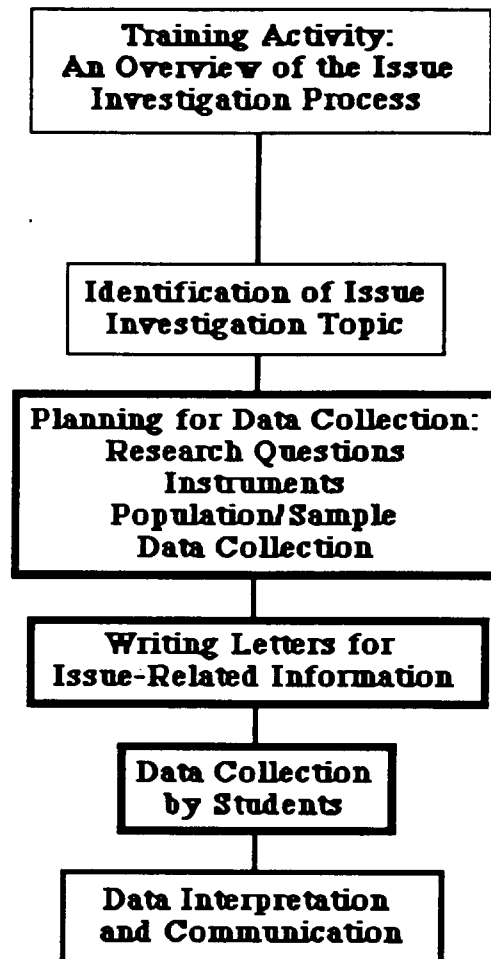 Training Activity:
An Overview of the Issue
Investigation Process
Identification of Issue
Investigation Topic
Planning for Data Collection:
Research Questions
Instruments
Population/Sample
Data Collection
Writing Letters for
Issue-Related Information
Data Collection
by Students
Data Interpretation
and Communication